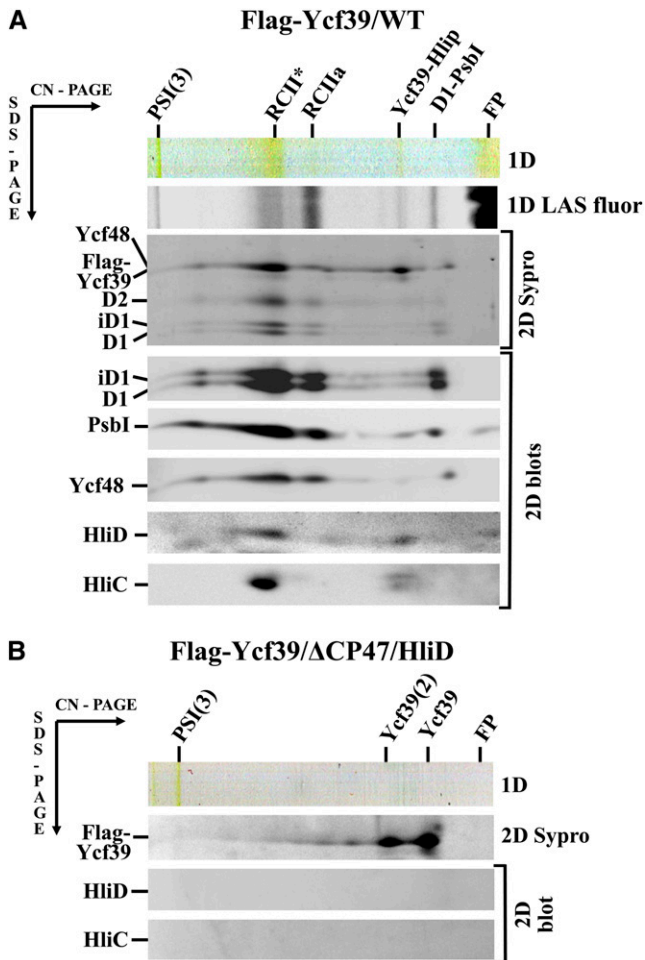 A
Flag-Ycf39/WT
CN - PAGE
SDS-PAGE
PSI(3)
RCII*
RCIIa
Ycf39-Hlip
D1-PsbI
FP
1D
1D LAS fluor
Ycf48
Flag-
Ycf39
D2
iD1
D1
2D Sypro
iD1
D1
PsbI
Ycf48
HliD
HliC
2D blots
B
Flag-Ycf39/ΔCP47/HliD
CN - PAGE
SDS-PAGE
PSI(3)
Ycf39(2)
Ycf39
FP
1D
Flag-
Ycf39
2D Sypro
HliD
HliC
2D
blot